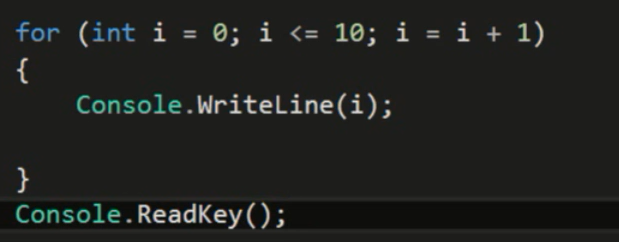 for (int i = 0; i <= 10; i = i + 1)
{
    Console.WriteLine(i);
}
Console.ReadKey();